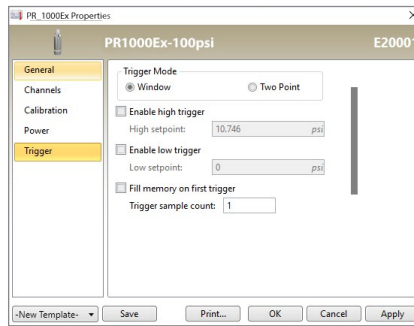 PR_1000Ex Properties
PR1000Ex-100psi E20001
General
Channels
Calibration
Power
Trigger
Trigger Mode
Window Two Point
Enable high trigger
High setpoint: 10.746 psi
Enable low trigger
Low setpoint: 0 psi
Fill memory on first trigger
Trigger sample count: 1
-New Template- Save Print... OK Cancel Apply